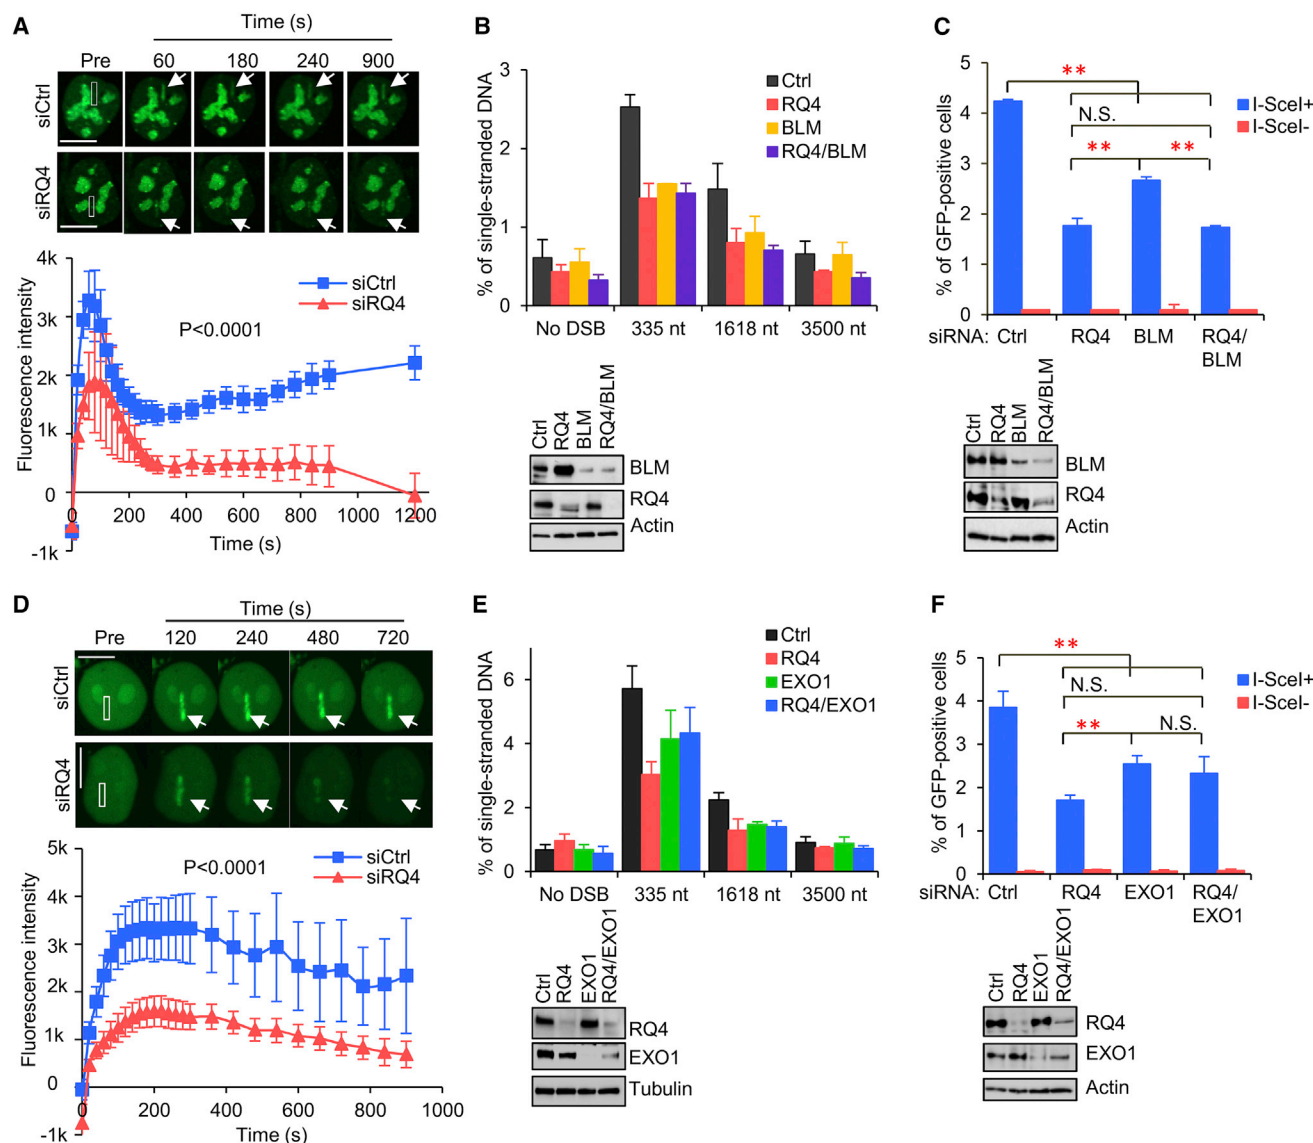 A
Time (s)
Pre 60 180 240 900
siCtrl
siRQ4
4k
3k
2k
1k
0
-1k
Fluorescence intensity
siCtrl
siRQ4
P<0.0001
0 200 400 600 800 1000 1200
Time (s)
B
3
2
1
0
% of single-stranded DNA
Ctrl
RQ4
BLM
RQ4/BLM
No DSB 335 nt 1618 nt 3500 nt
Ctrl RQ4 BLM RQ4/BLM
BLM
RQ4
Actin
C
5
4
3
2
1
0
% of GFP-positive cells
**
N.S.
** **
I-SceI+
I-SceI-
siRNA: Ctrl RQ4 BLM RQ4/
BLM
Ctrl RQ4 BLM RQ4/BLM
BLM
RQ4
Actin
D
Time (s)
Pre 120 240 480 720
siCtrl
siRQ4
5k
4k
3k
2k
1k
0
-1k
Fluorescence intensity
P<0.0001
siCtrl
siRQ4
0 200 400 600 800 1000
Time (s)
E
6
4
2
0
% of single-stranded DNA
Ctrl
RQ4
EXO1
RQ4/EXO1
No DSB 335 nt 1618 nt 3500 nt
Ctrl RQ4 EXO1 RQ4/EXO1
RQ4
EXO1
Tubulin
F
5
4
3
2
1
0
% of GFP-positive cells
**
N.S.
** N.S.
I-SceI+
I-SceI-
siRNA: Ctrl RQ4 EXO1 RQ4/
EXO1
Ctrl RQ4 EXO1 RQ4/EXO1
RQ4
EXO1
Actin